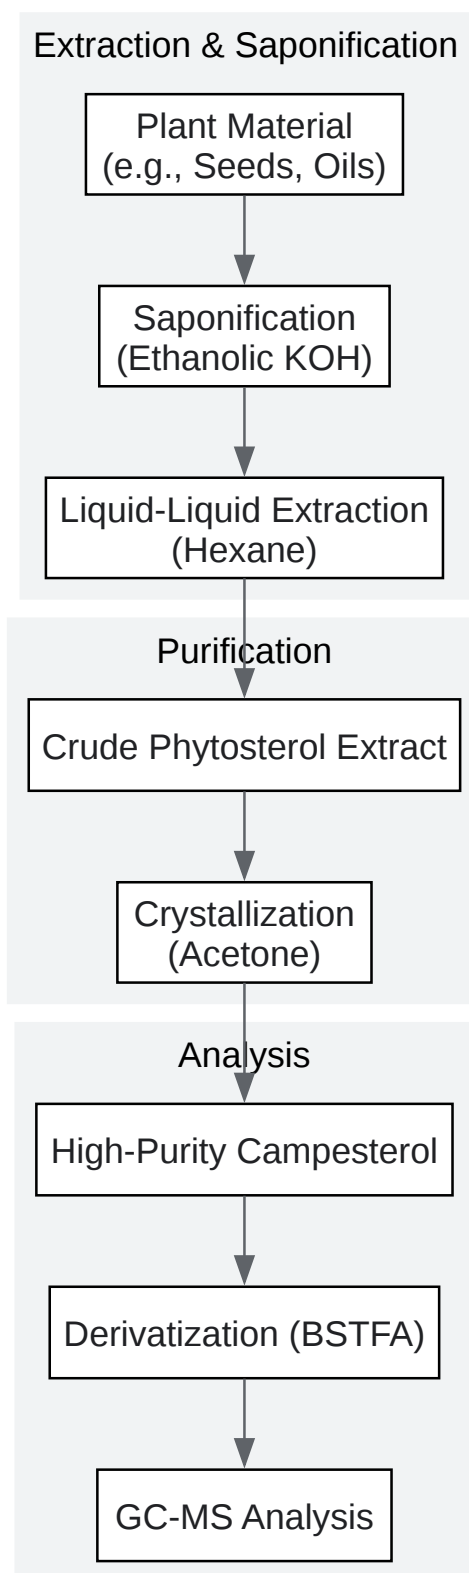 Extraction & Saponification
Plant Material
(e.g., Seeds, Oils)
Saponification
(Ethanolic KOH)
Liquid-Liquid Extraction
(Hexane)
Purification
Crude Phytosterol Extract
Crystallization
(Acetone)
Analysis
High-Purity Campesterol
Derivatization (BSTFA)
GC-MS Analysis